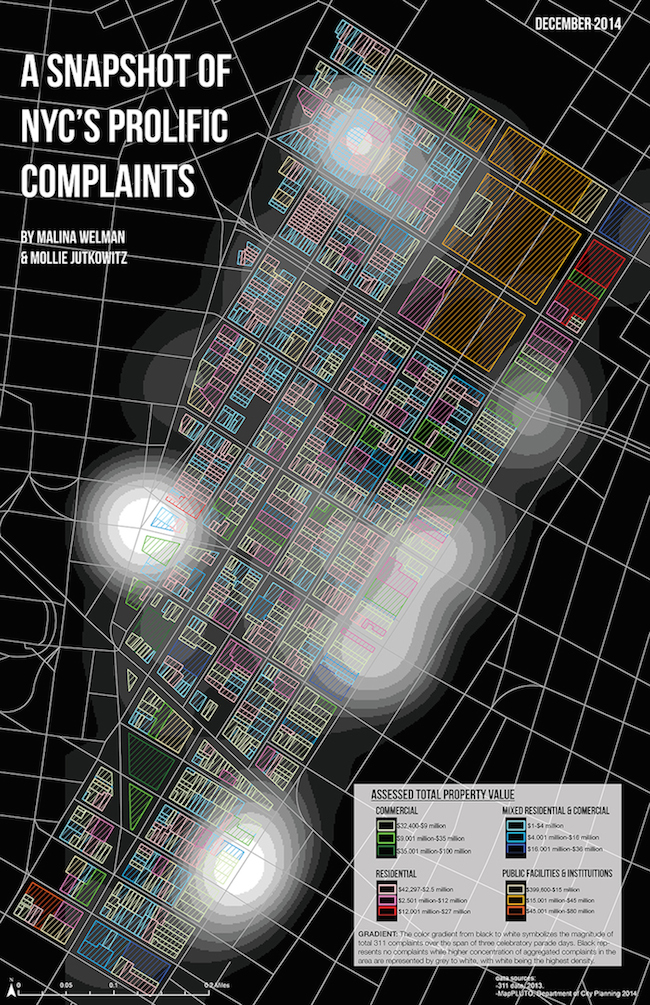 DECEMBER 2014
A SNAPSHOT OF
NYC'S PROLIFIC
COMPLAINTS
BY MALINA WELMAN
& MOLLIE JUTKOWITZ
ASSESSED TOTAL PROPERTY VALUE
COMMERCIAL
$32,400-$9 million
$9.001 million-$35 million
$35.001 million-$100 million
MIXED RESIDENTIAL & COMERCIAL
$1-$4 million
$4.001 million-$16 million
$16.001 million-$36 million
RESIDENTIAL
$42,297-$2.5 million
$2.501 million-$12 million
$12.001 million-$27 million
PUBLIC FACILITIES & INSTITUTIONS
$399,600-$15 million
$15.001 million-$45 million
$45.001 million-$80 million
GRADIENT: The color gradient from black to white symbolizes the magnitude of
total 311 complaints over the span of three celebratory parade days. Black rep-
resents no complaints while higher concentration of aggregated complaints in the
area are represented by grey to white, with white being the highest density.
N
0 0.05 0.1 0.2 Miles
data sources:
-311 data, 2013.
-MapPLUTO, Department of City Planning 2014